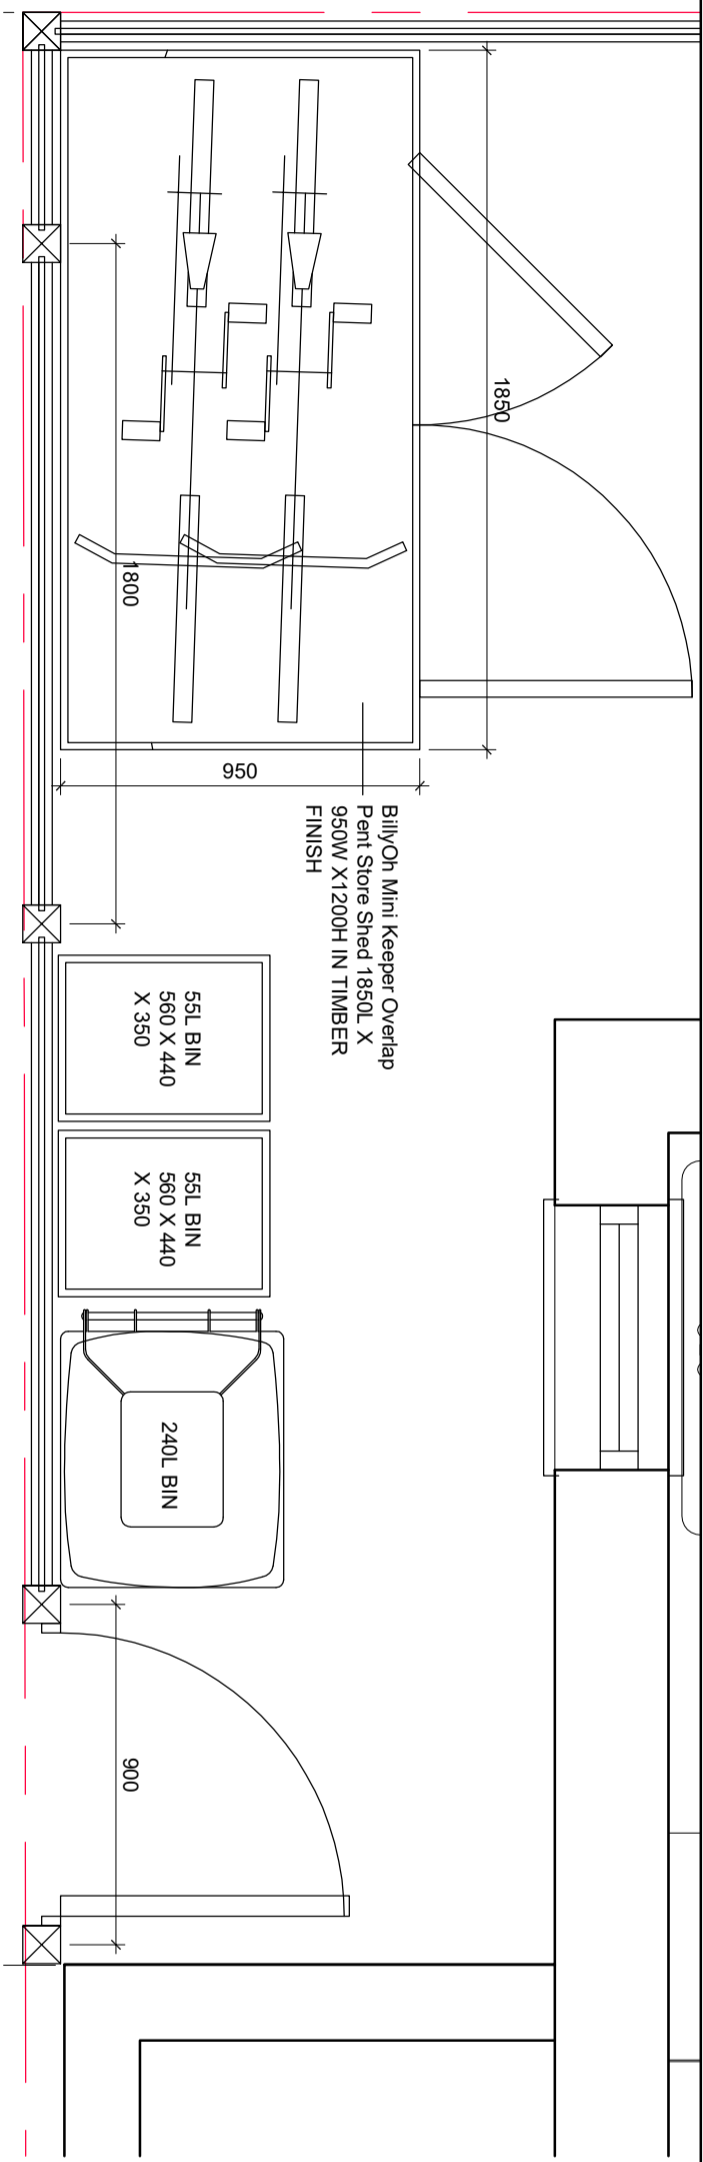 1850
1800
950
BillyOh Mini Keeper Overlap
Pent Store Shed 1850L X
950W X1200H IN TIMBER
FINISH
55L BIN
560 X 440
X 350
55L BIN
560 X 440
X 350
240L BIN
900